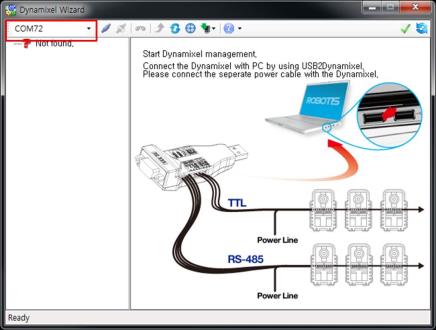 Dynamixel Wizard
COM72
Not found.
Start Dynamixel management.
Connect the Dynamixel with PC by using USB2Dynamixel.
Please connect the seperate power cable with the Dynamixel.
ROBOTIS
TTL
Power Line
RS-485
Power Line
Ready